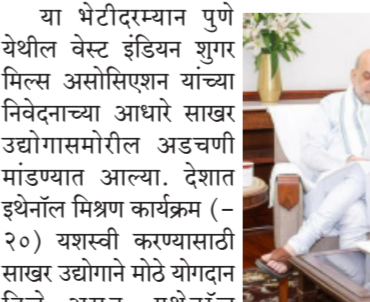 या भेटीदरम्यान पुणे
येथील वेस्ट इंडियन शुगर
मिल्स असोसिएशन यांच्या
निवेदनाच्या आधारे साखर
उद्योगासमोरील अडचणी
मांडण्यात आल्या. देशात
इथेनॉल मिश्रण कार्यक्रम (-
२०) यशस्वी करण्यासाठी
साखर उद्योगाने मोठे योगदान